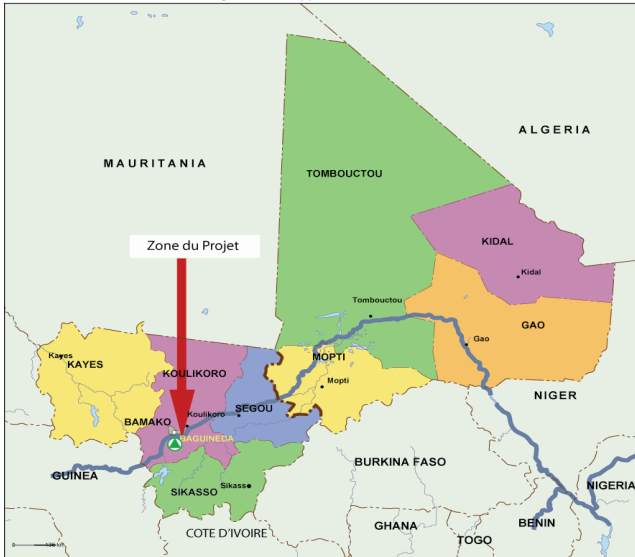 ALGERIA
MAURITANIA
TOMBOUCTOU
Zone du Projet
KIDAL
Kidal
Tombouctou
GAO
Gao
Kayes
KAYES
KOULIKORO
MOPTI
Mopti
NIGER
SEGOU
Koulikoro
BAMAKO
BAGUINEDA
GUINEA
SIKASSO
Sikasso
BURKINA FASO
NIGERIA
COTE D'IVOIRE
GHANA
TOGO
BENIN
0